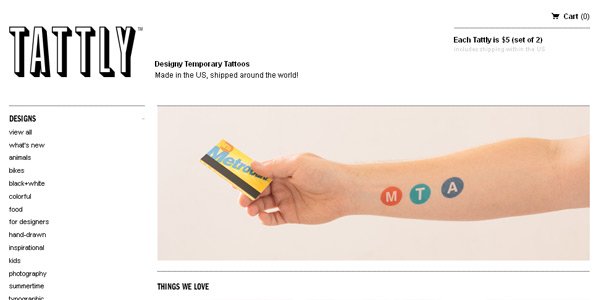 TATTLY™
Cart (0)
Each Tattly is $5 (set of 2)
includes shipping within the US
Designy Temporary Tattoos
Made in the US, shipped around the world!
DESIGNS
view all
what's new
animals
bikes
black+white
colorful
food
for designers
hand-drawn
inspirational
kids
photography
summertime
typographic
MetroCard
M T A
THINGS WE LOVE